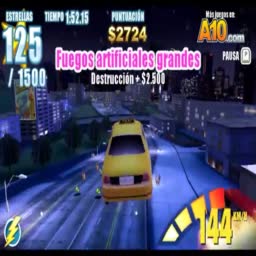 ESTRELLAS
125
/ 1500
TIEMPO 1:52.15
PUNTUACIÓN
$2724
Más juegos en:
A10.com
PAUSA P
Fuegos artificiales grandes
Destrucción + $2.500
144 KM/H